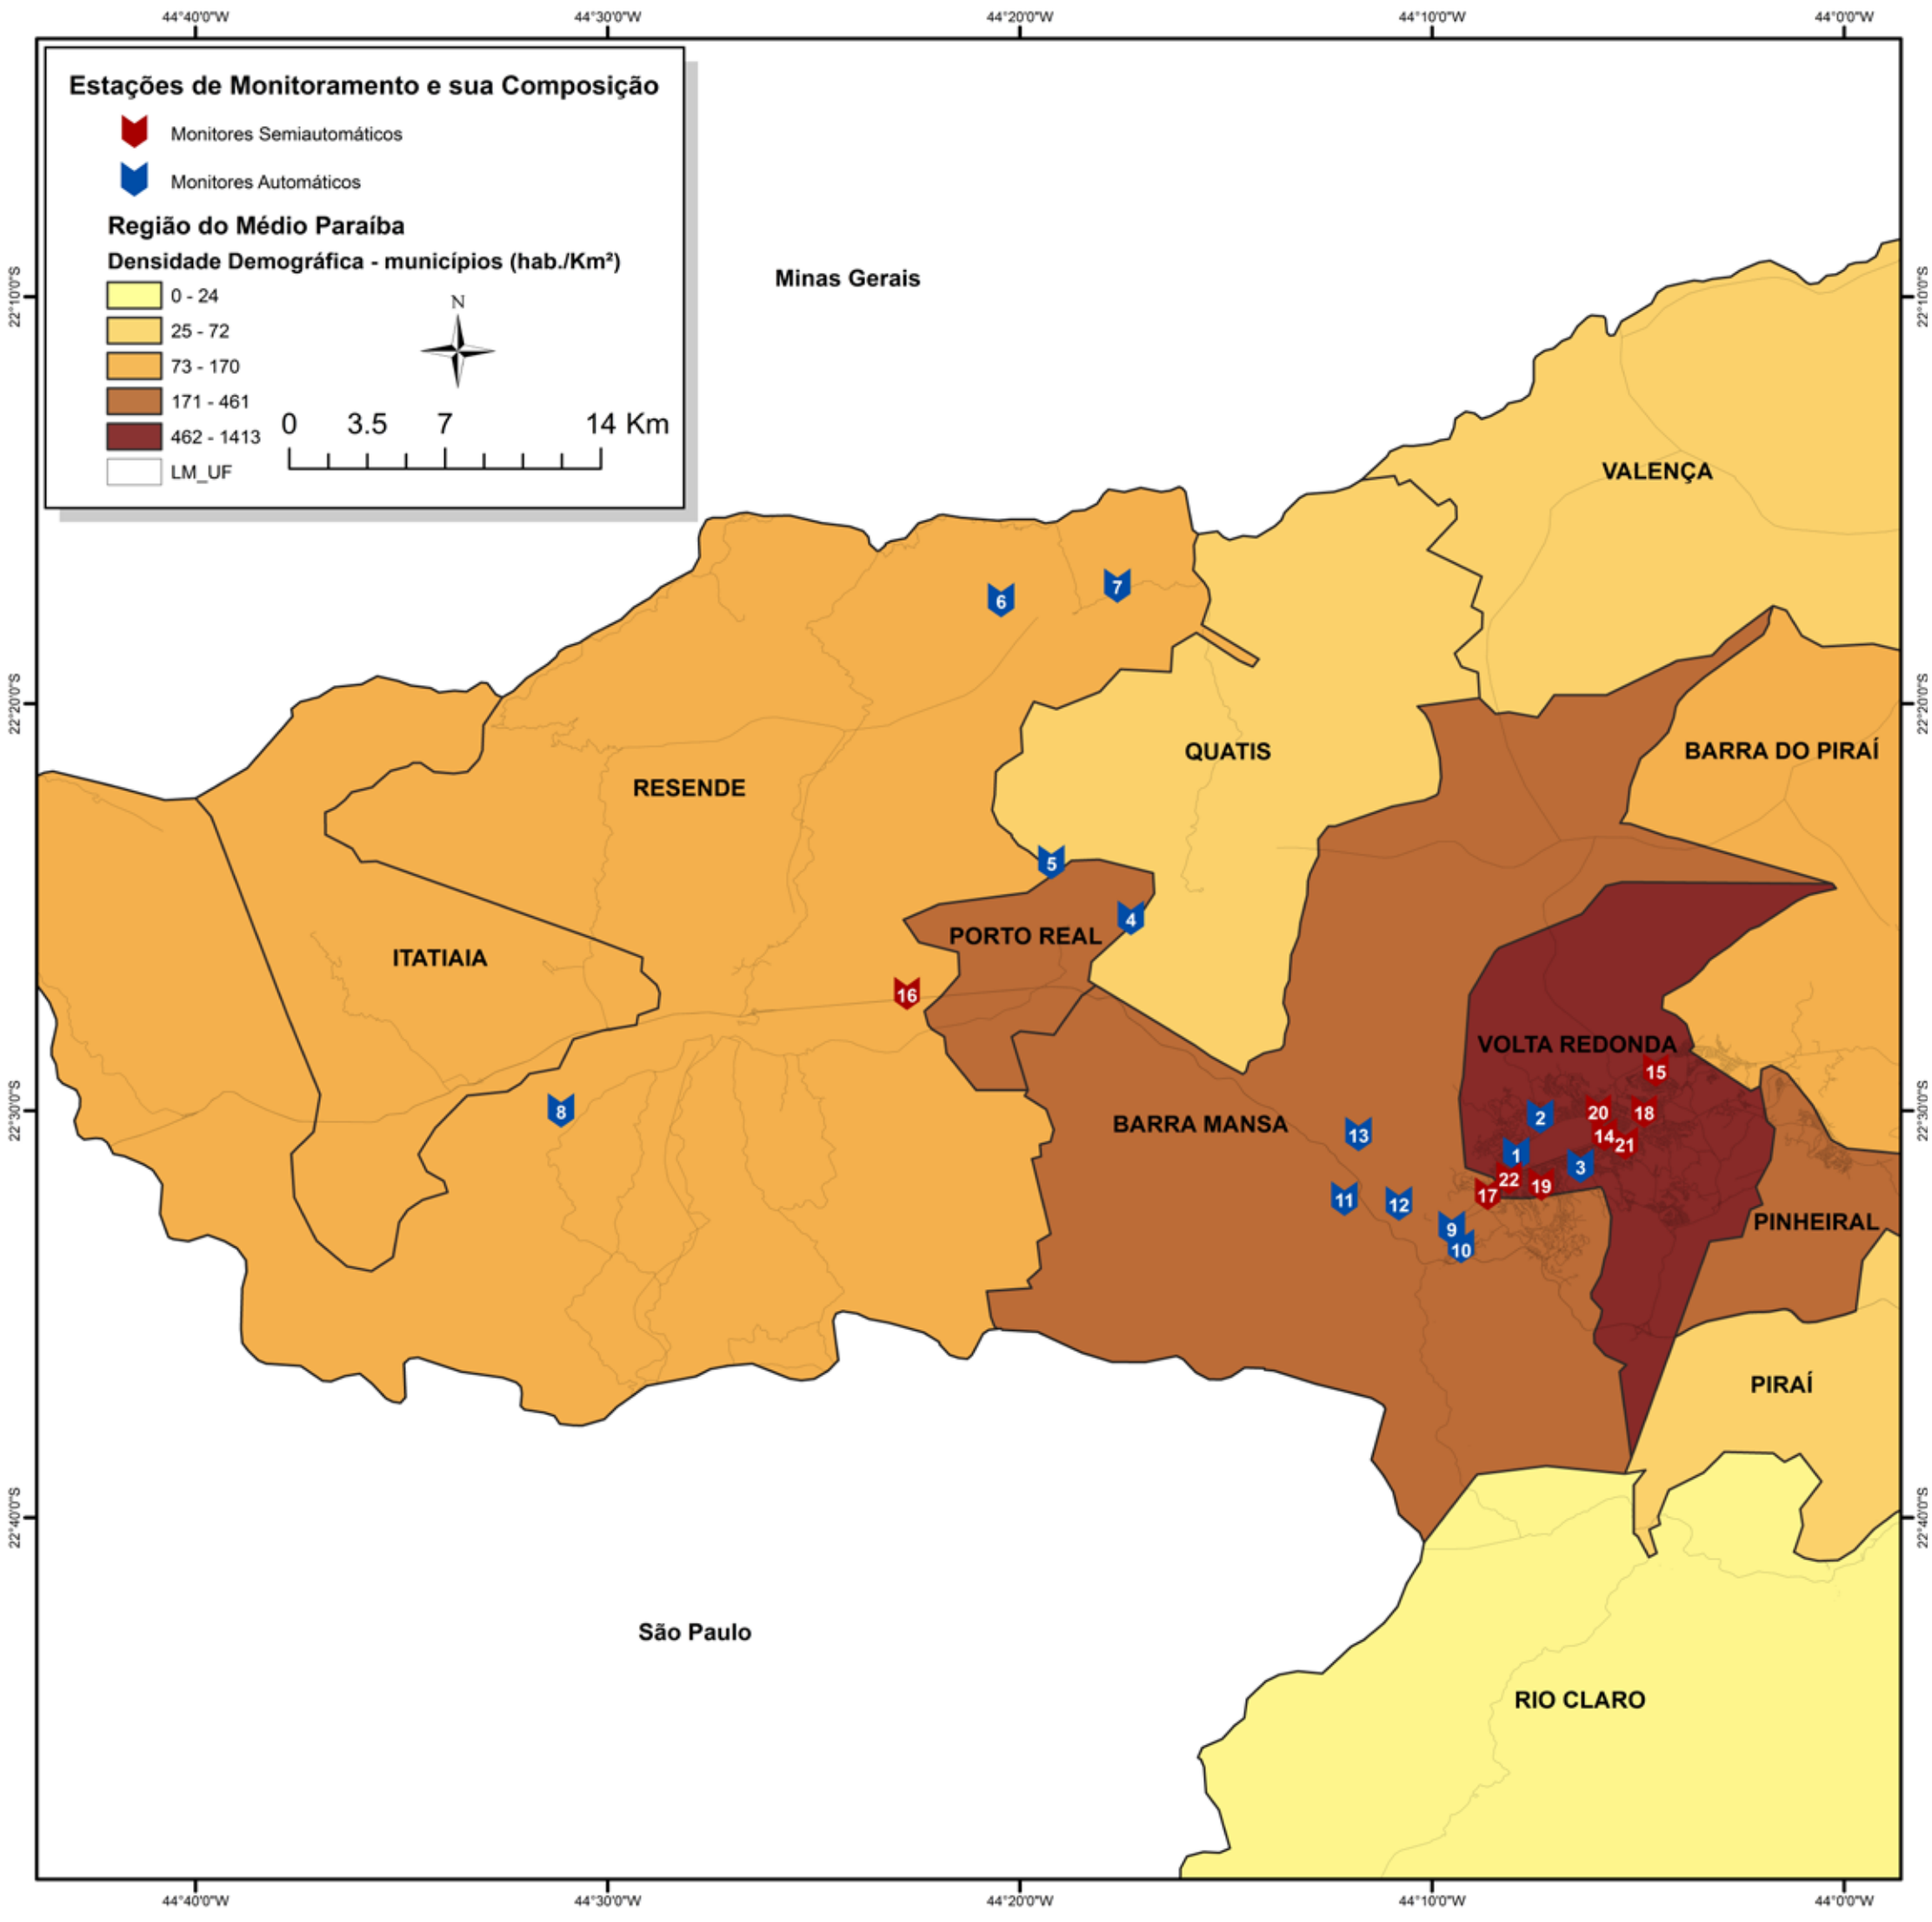 44°40'0"W 44°30'0"W 44°20'0"W 44°10'0"W 44°0'0"W
Estações de Monitoramento e sua Composição
Monitores Semiautomáticos
Monitores Automáticos
Região do Médio Paraíba
Densidade Demográfica - municípios (hab./Km²)
0 - 24
25 - 72
73 - 170
171 - 461
462 - 1413
LM_UF
N
0 3.5 7 14 Km
Minas Gerais
22°10'0"S 22°10'0"S
VALENÇA
7
6
22°20'0"S 22°20'0"S
QUATIS
BARRA DO PIRAÍ
RESENDE
5
4
PORTO REAL
ITATIAIA
16
VOLTA REDONDA
15
22°30'0"S 22°30'0"S
8
2
20
18
BARRA MANSA
13
14
21
1
3
22
19
17
11
12
PINHEIRAL
9
10
PIRAÍ
22°40'0"S 22°40'0"S
São Paulo
RIO CLARO
44°40'0"W 44°30'0"W 44°20'0"W 44°10'0"W 44°0'0"W